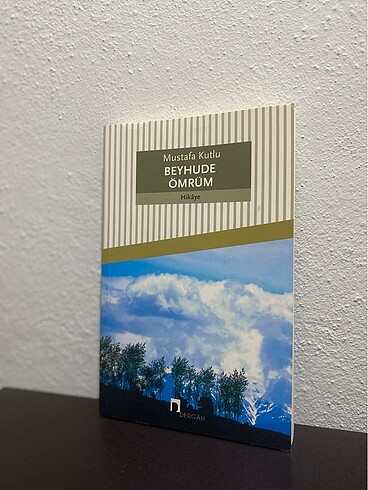 Mustafa Kutlu
BEYHUDE
ÖMRÜM
Hikâye
DERGÂH